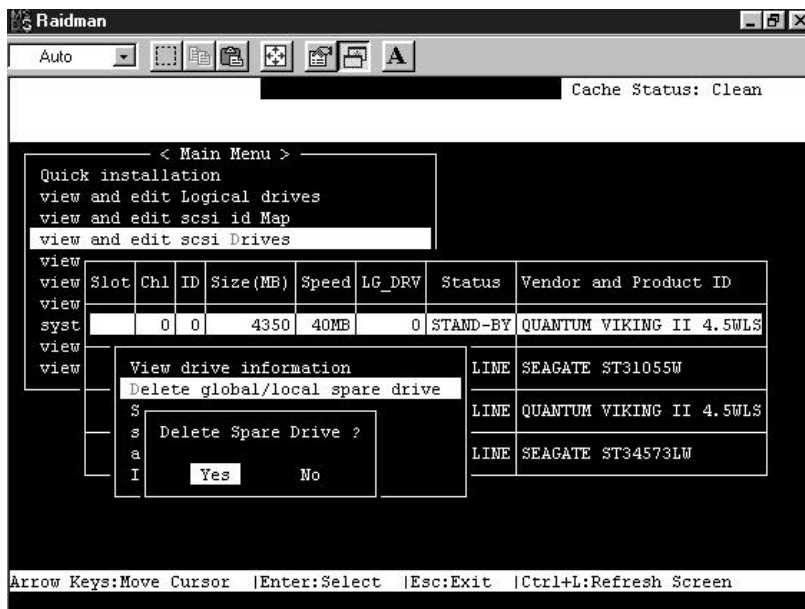 Raidman
Auto
A
Cache Status: Clean
< Main Menu >
Quick installation
view and edit Logical drives
view and edit scsi id Map
view and edit scsi Drives
view
view Slot Chl ID Size(MB) Speed LG_DRV Status Vendor and Product ID
view
syst 0 0 4350 40MB 0 STAND-BY QUANTUM VIKING II 4.5WLS
view
view View drive information LINE SEAGATE ST31055W
Delete global/local spare drive
S LINE QUANTUM VIKING II 4.5WLS
s Delete Spare Drive ?
a LINE SEAGATE ST34573LW
I Yes No
Arrow Keys:Move Cursor |Enter:Select |Esc:Exit |Ctrl+L:Refresh Screen